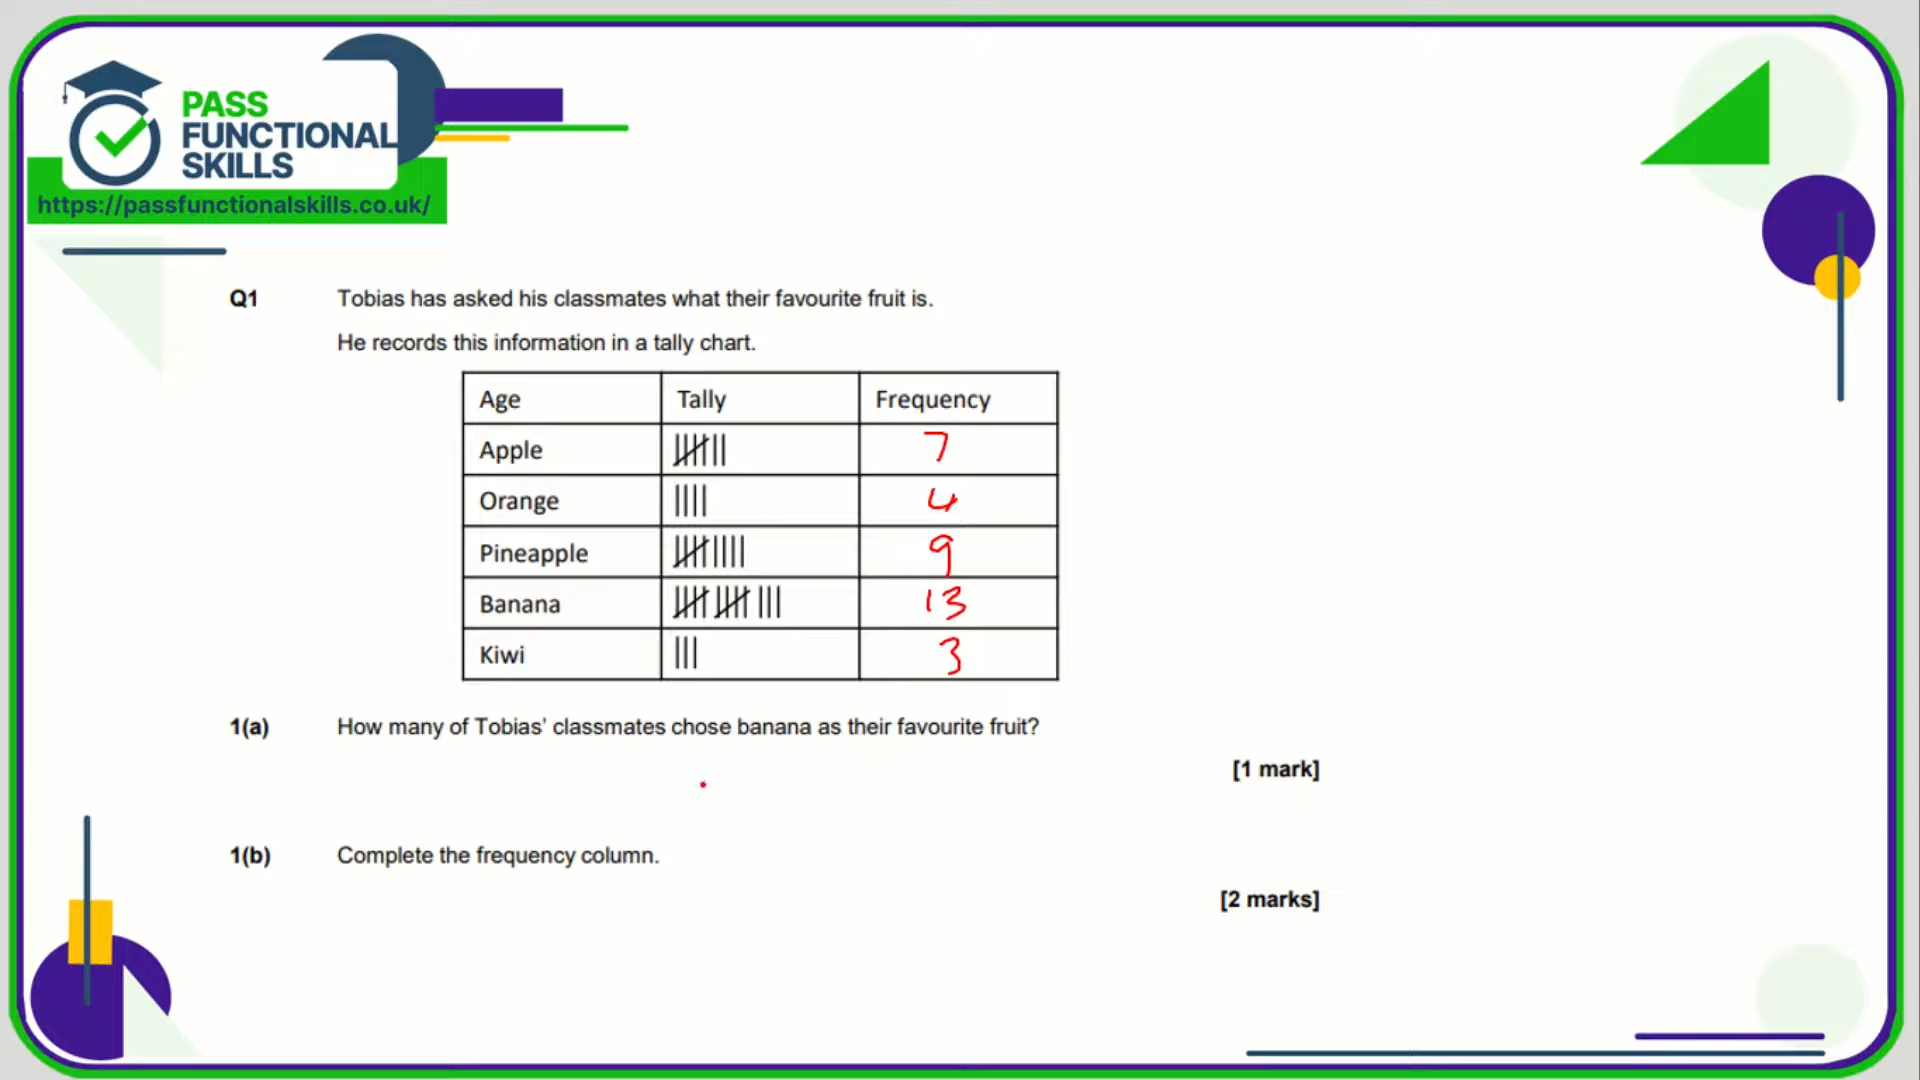 PASS
FUNCTIONAL
SKILLS
https://passfunctionalskills.co.uk/
Q1 Tobias has asked his classmates what their favourite fruit is.
He records this information in a tally chart.
Age Tally Frequency
Apple 7
Orange 4
Pineapple 9
Banana 13
Kiwi 3
1(a) How many of Tobias' classmates chose banana as their favourite fruit?
[1 mark]
1(b) Complete the frequency column.
[2 marks]